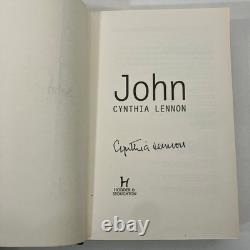 John
CYNTHIA LENNON
Cynthia Lennon
H
HODDER &
STOUGHTON